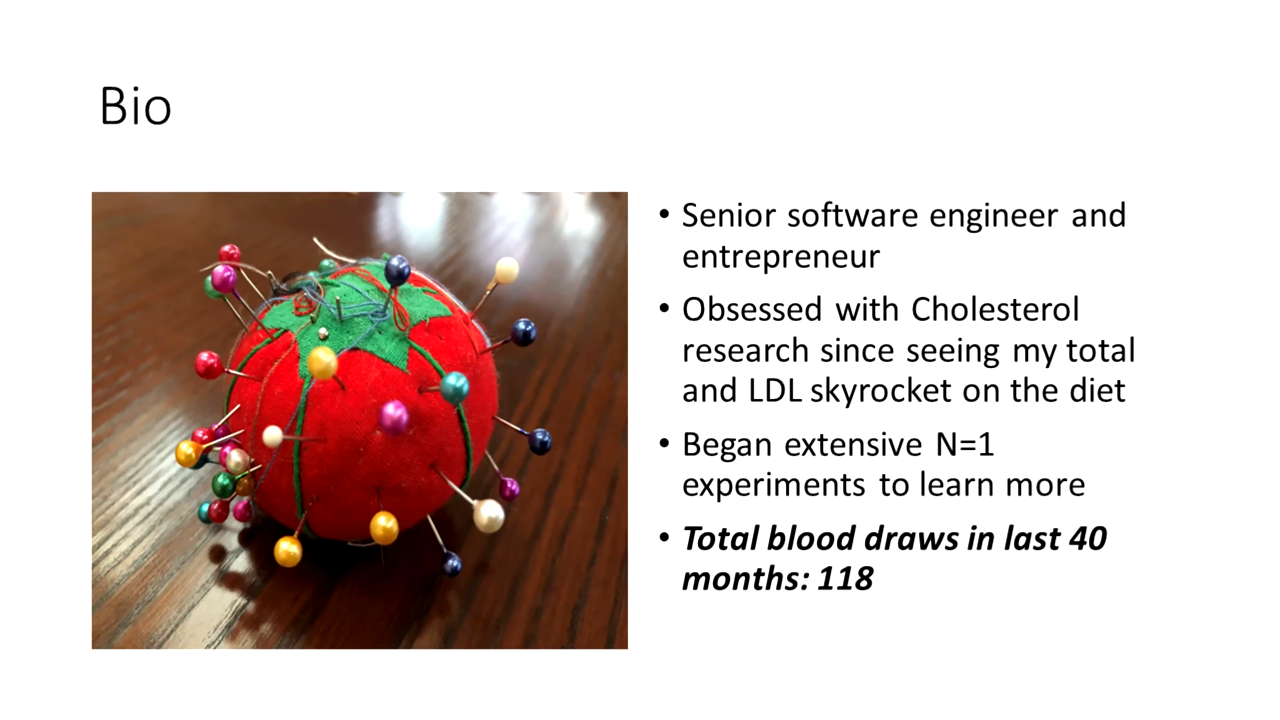 Bio
• Senior software engineer and
entrepreneur
• Obsessed with Cholesterol
research since seeing my total
and LDL skyrocket on the diet
• Began extensive N=1
experiments to learn more
• Total blood draws in last 40
months: 118